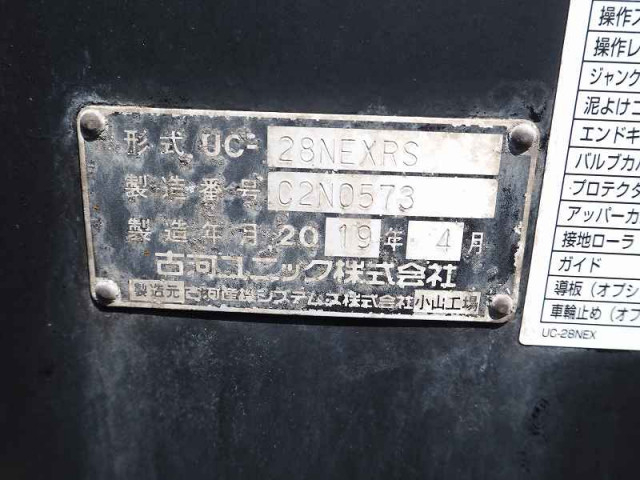 形式 UC- 28NEXRS
製造番号 C2N0573
製造年月 2019年 4月
古河ユニック株式会社
製造元 古河産機システムズ株式会社 小山工場
操作
操作レ
ジャンク
泥よけ
エンドキ
バルブカバ
プロテクタ
アッパーカ
接地ローラ
ガイド
導板（オプシ
車輪止め（オプ
UC-28NEX